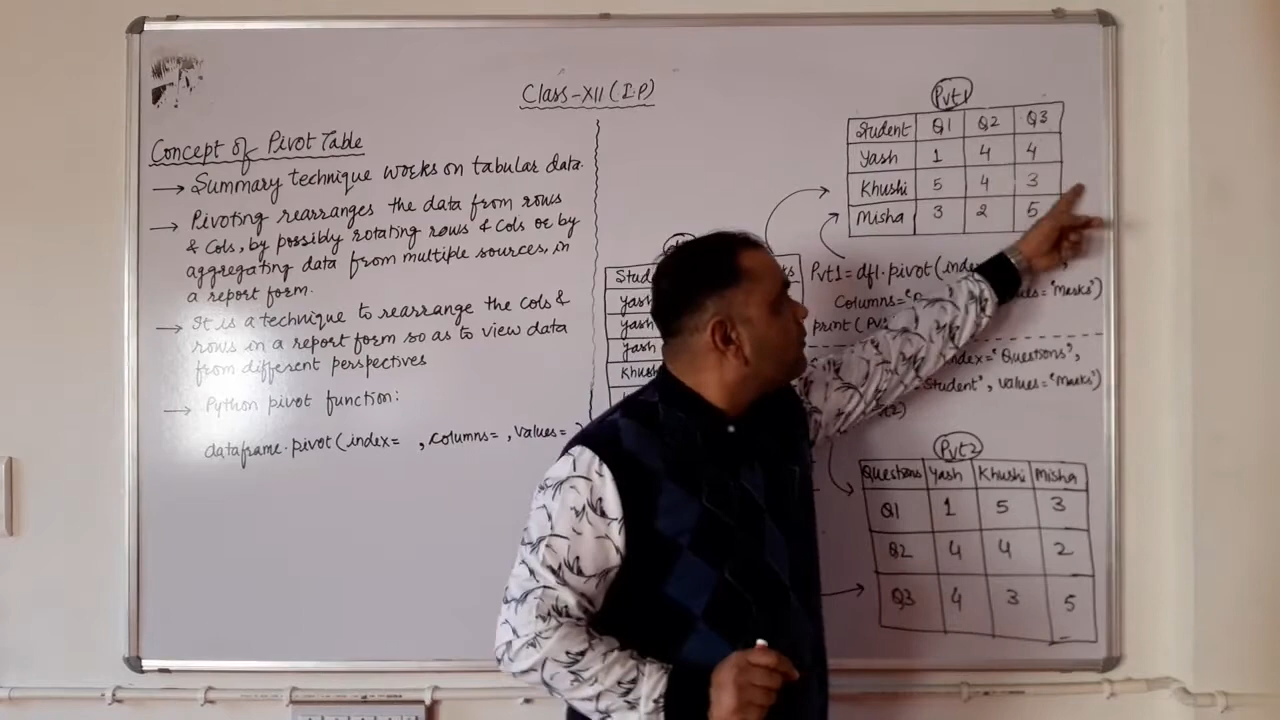 Class-XII (I.P)
Concept of Pivot Table
→ Summary technique works on tabular data.
→ Pivoting rearranges the data from rows
& Cols, by possibly rotating rows & Cols or by
aggregating data from multiple sources, in
a report form.
→ It is a technique to rearrange the Cols &
rows in a report form so as to view data
from different perspectives
→ Python pivot function:
dataframe.pivot(index= , columns= , values= )
Yash
Yash
Yash
Pvt1
Student Q1 Q2 Q3
Yash 1 4 4
Khushi 5 4 3
Misha 3 2 5
Pvt1=df1.pivot(
Columns= ="Marks")
print(
="Questions",
"Student", values="Marks")
Pvt2
Questions Yash Khushi Misha
Q1 1 5 3
Q2 4 4 2
Q3 4 3 5